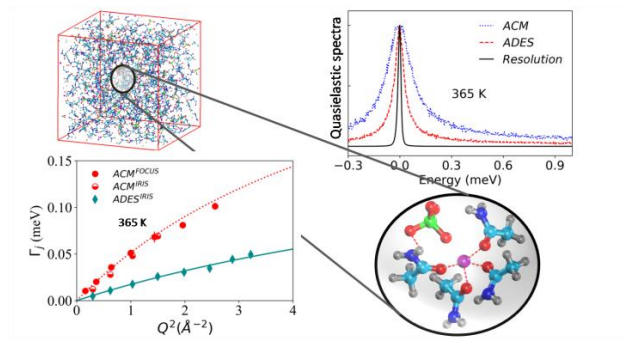 ACM
ADES
Resolution
365 K
Quasielastic spectra
-0.3 0.0 0.3 0.6 0.9
Energy (meV)
0.15
0.10
0.05
0.00
Γj (meV)
ACM^FOCUS
ACM^IRIS
ADES^IRIS
365 K
0 1 2 3 4
Q²(Å⁻²)